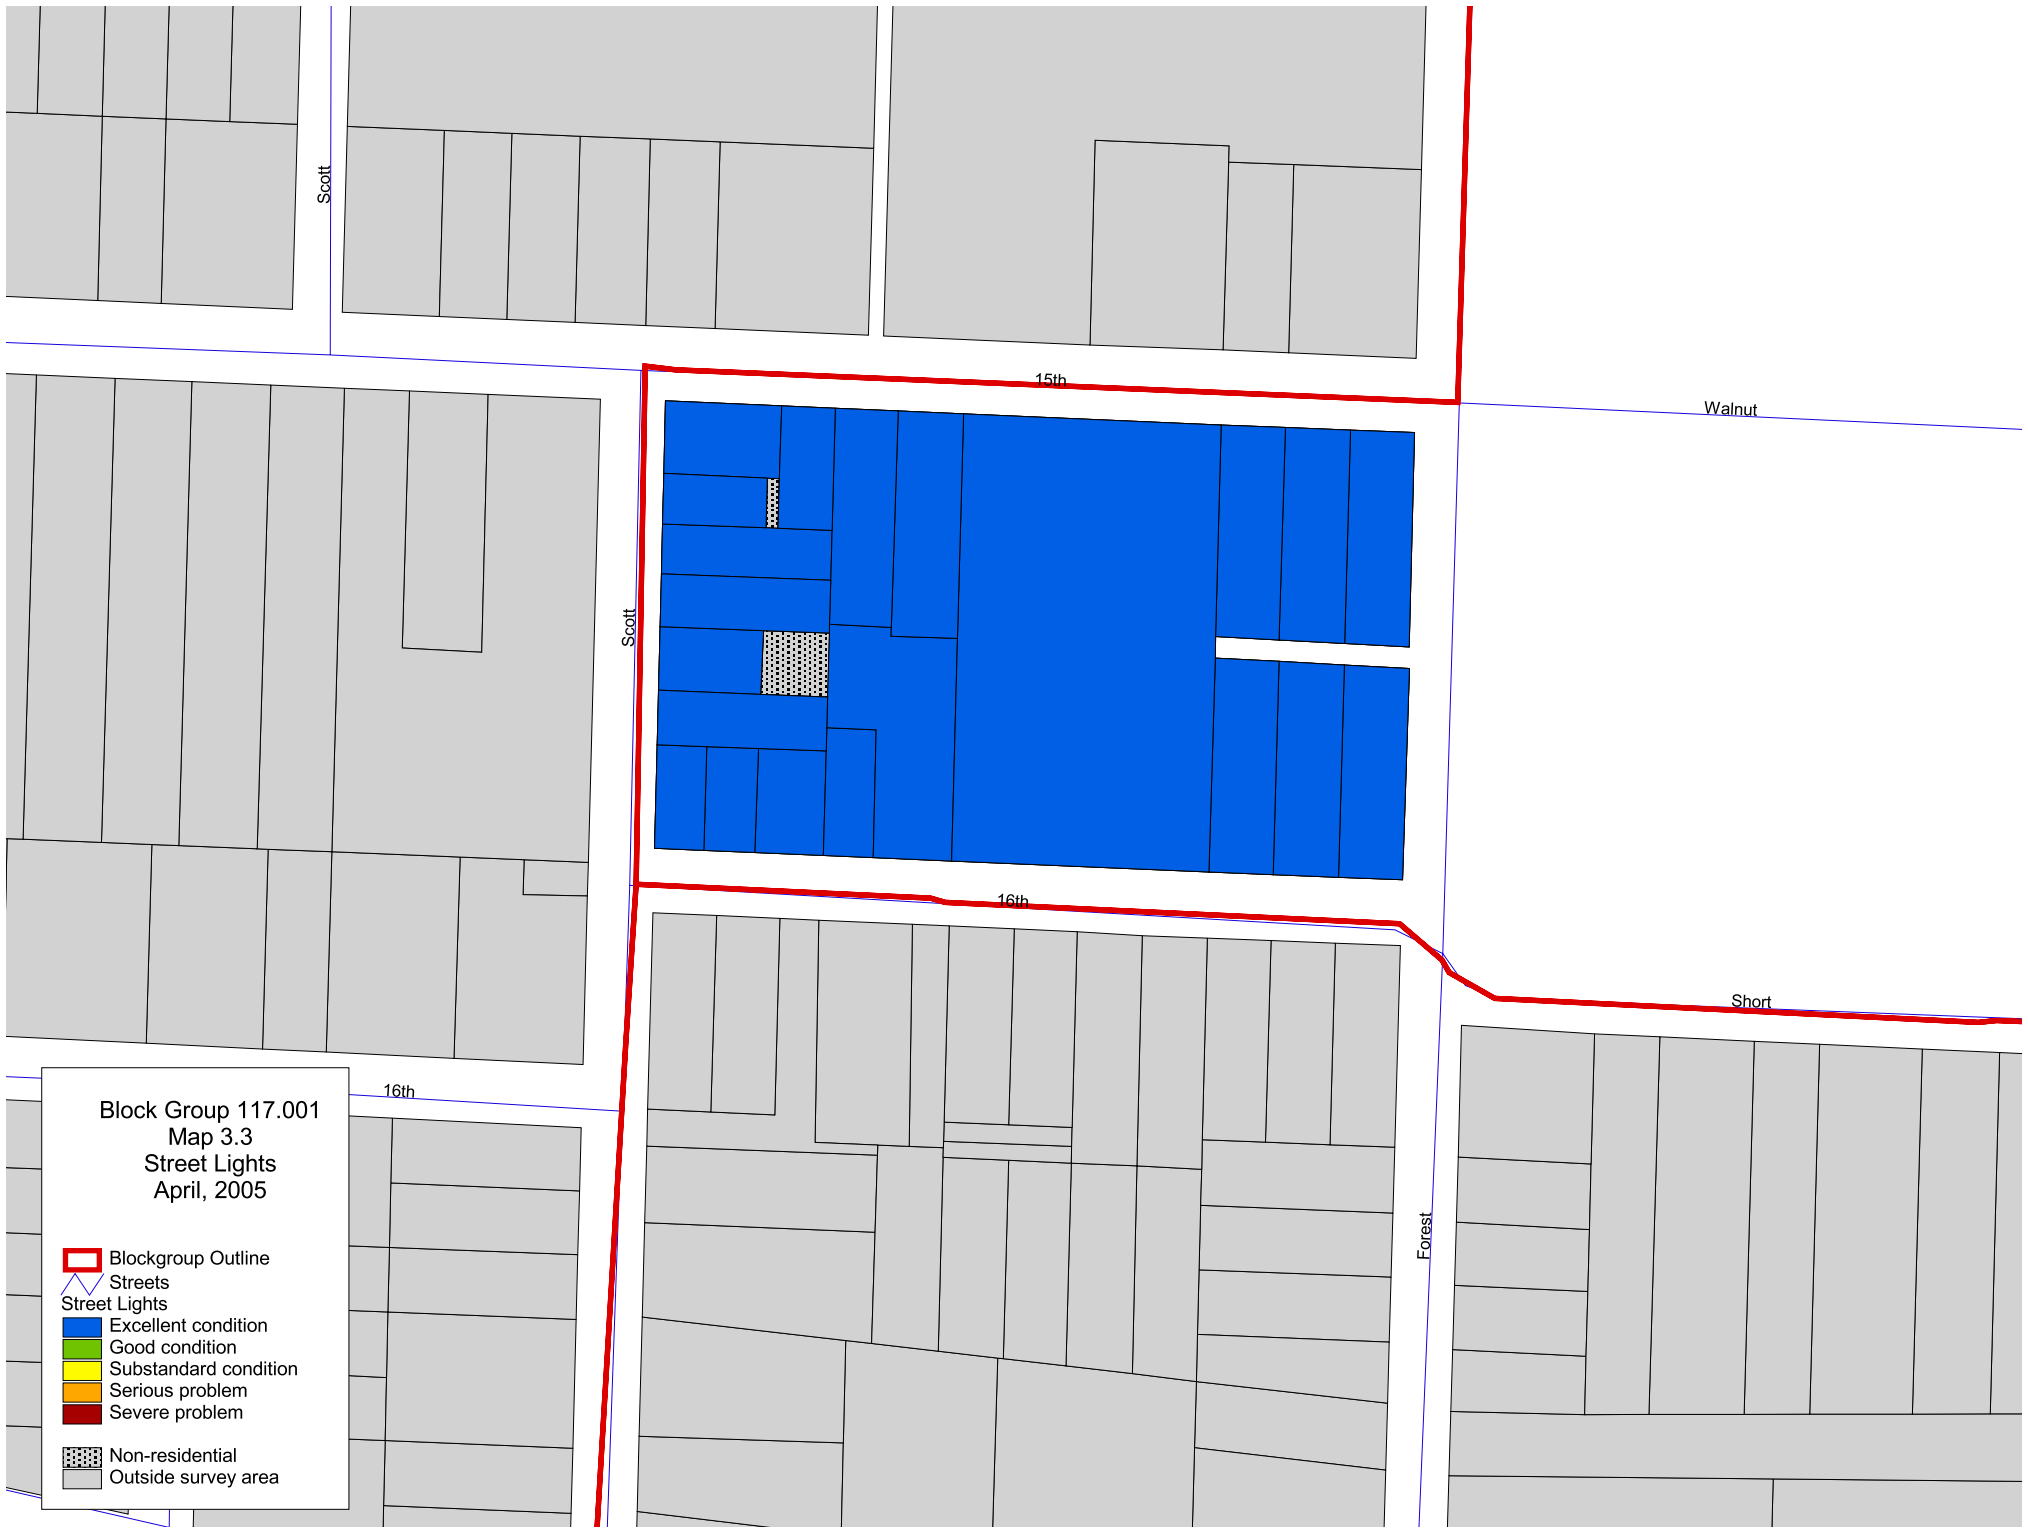 Scott
15th
Walnut
Scott
16th
Short
16th
Forest
Block Group 117.001
Map 3.3
Street Lights
April, 2005
Blockgroup Outline
Streets
Street Lights
Excellent condition
Good condition
Substandard condition
Serious problem
Severe problem
Non-residential
Outside survey area